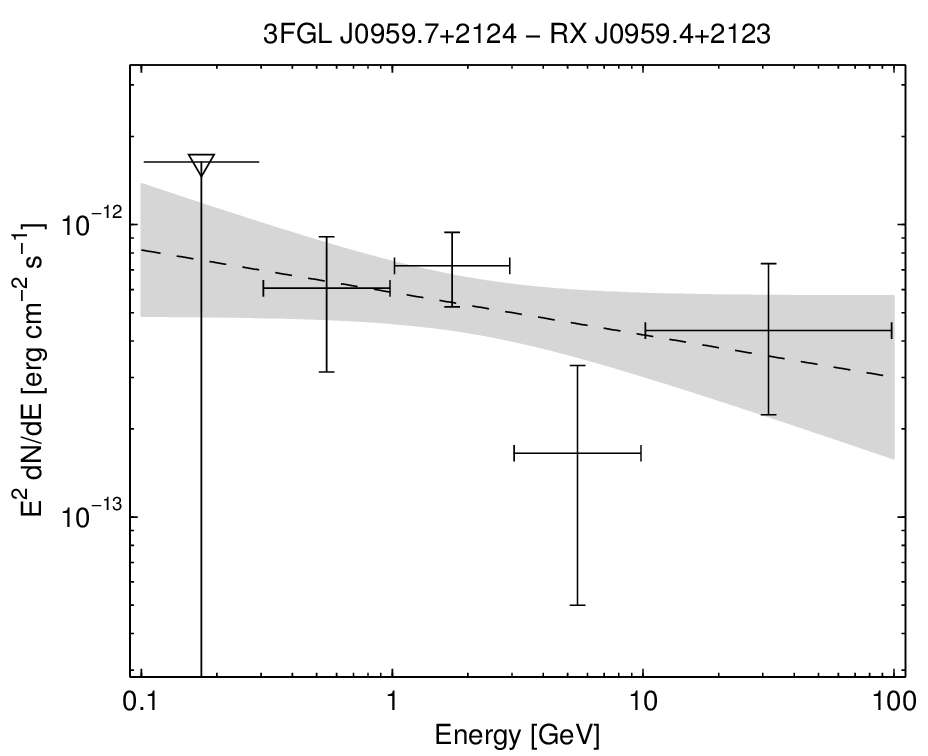 3FGL J0959.7+2124 − RX J0959.4+2123
E² dN/dE [erg cm⁻² s⁻¹]
10⁻¹²
10⁻¹³
0.1 1 10 100
Energy [GeV]